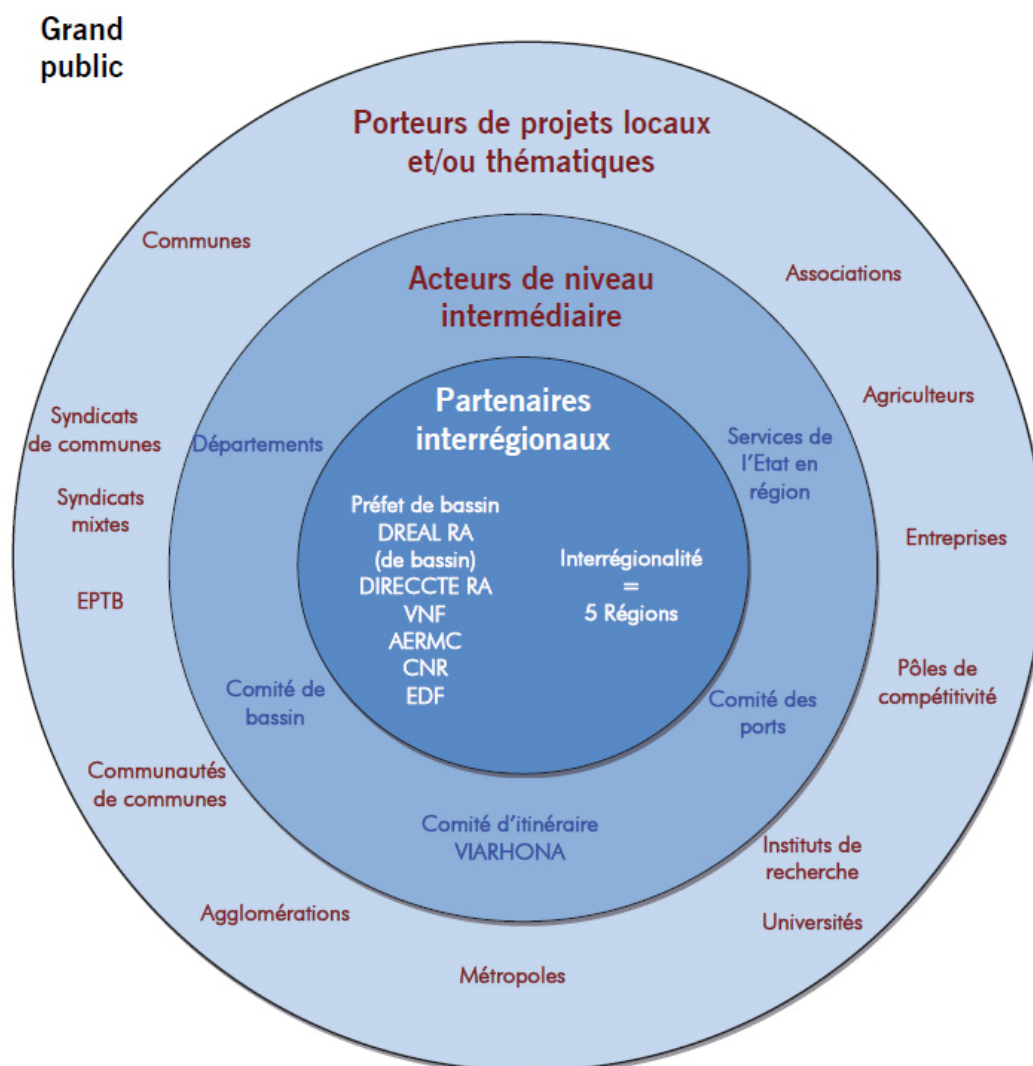 Grand
public
Porteurs de projets locaux
et/ou thématiques
Communes
Associations
Acteurs de niveau
intermédiaire
Agriculteurs
Syndicats
de communes
Départements
Partenaires
interrégionaux
Services de
l'Etat en
région
Syndicats
mixtes
Préfet de bassin
DREAL RA
(de bassin)
DIRECCTE RA
VNF
AERMC
CNR
EDF
Interrégionalité
=
5 Régions
Entreprises
EPTB
Pôles de
compétitivité
Comité de
bassin
Comité des
ports
Communautés
de communes
Comité d'itinéraire
VIARHONA
Instituts de
recherche
Agglomérations
Universités
Métropoles